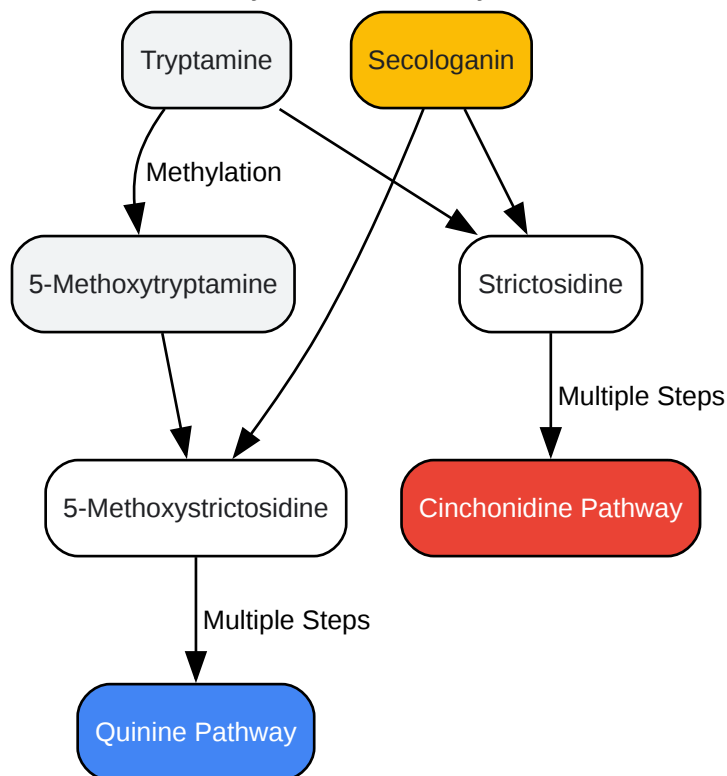 Tryptamine
Secologanin
Methylation
5-Methoxytryptamine
Strictosidine
Multiple Steps
5-Methoxystrictosidine
Cinchonidine Pathway
Multiple Steps
Quinine Pathway